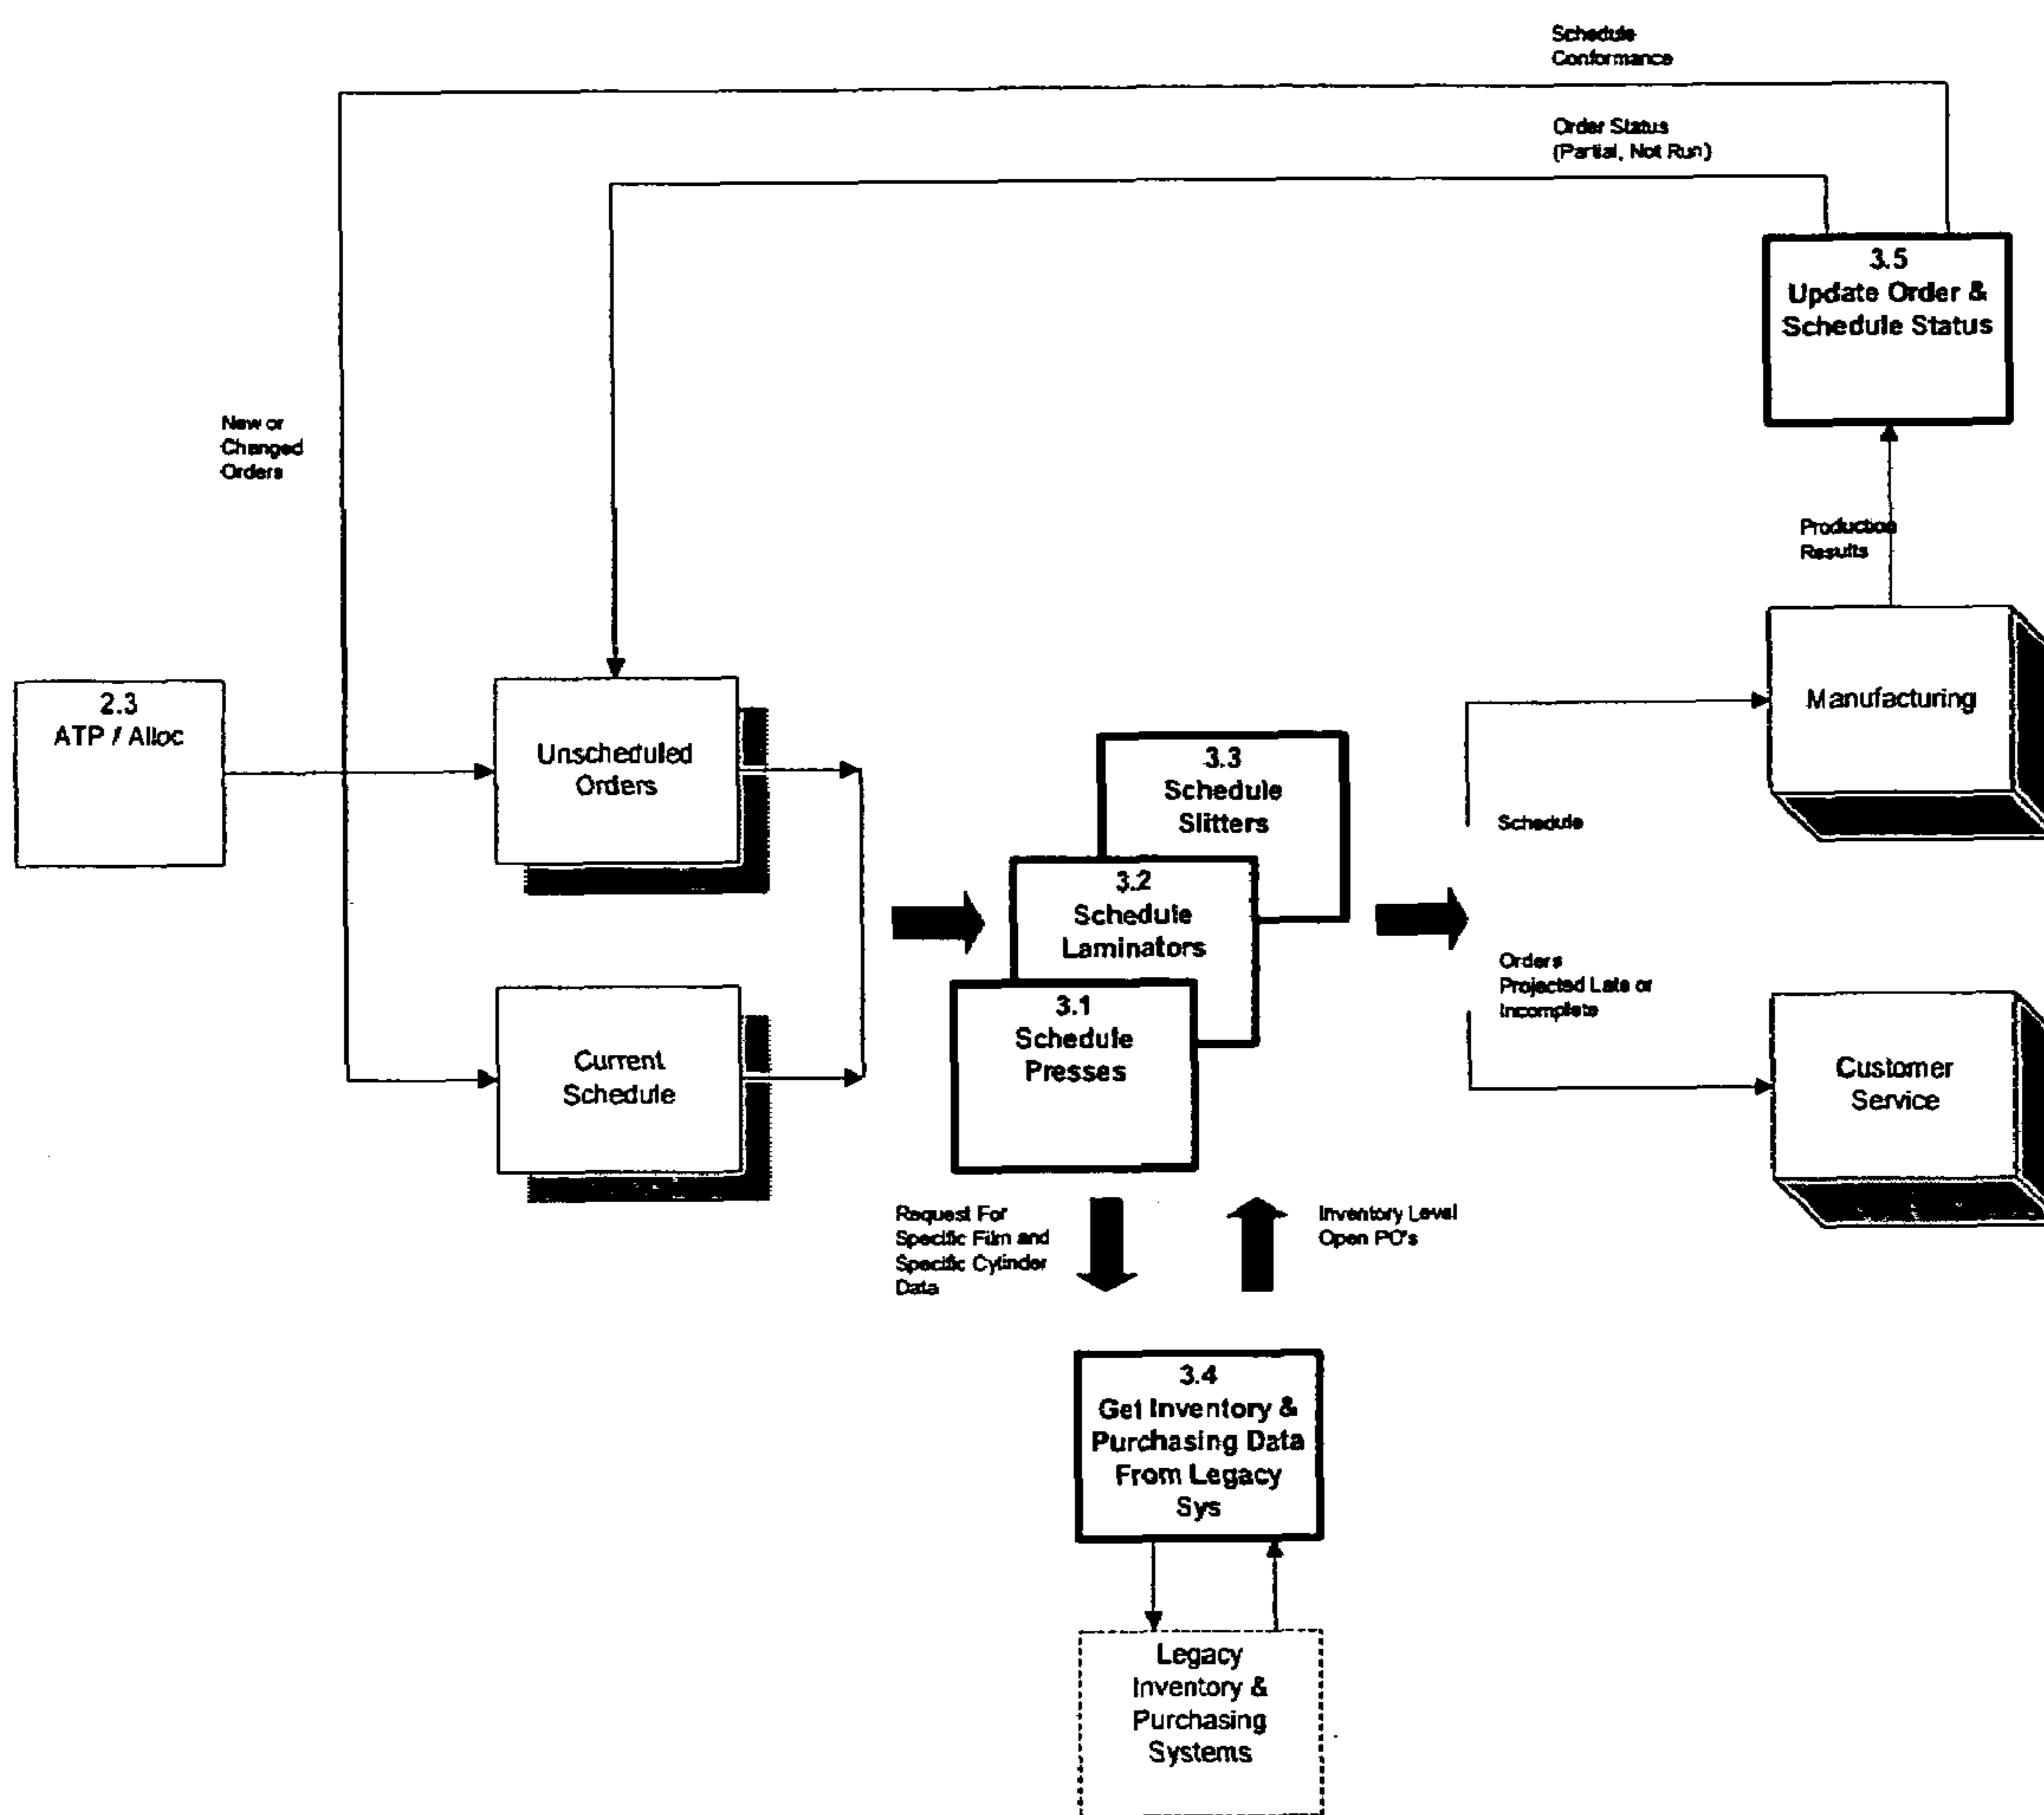 Schedule
Conformance
Order Status
(Partial, Not Run)
3.5
Update Order &
Schedule Status
New or
Changed
Orders
Production
Results
2.3
ATP / Alloc
Unscheduled
Orders
Manufacturing
3.3
Schedule
Slitters
Schedule
3.2
Schedule
Laminators
Orders
Projected Late or
Incomplete
3.1
Schedule
Presses
Current
Schedule
Customer
Service
Request For
Specific Film and
Specific Cylinder
Data
Inventory Level
Open PO's
3.4
Get Inventory &
Purchasing Data
From Legacy
Sys
Legacy
Inventory &
Purchasing
Systems